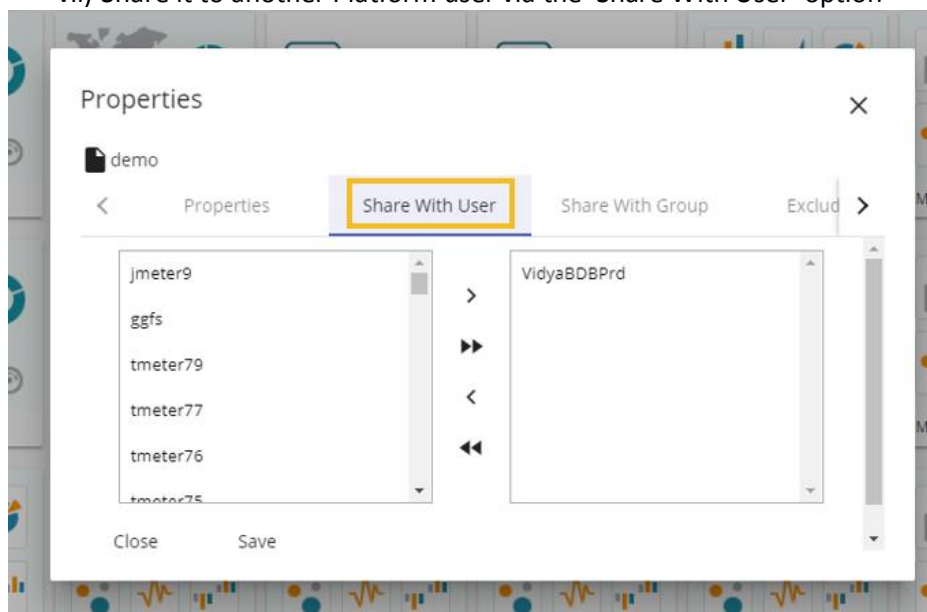 vii) Share it to another Platform user via the 'Share With User' option
Properties
demo
Properties Share With User Share With Group Exclud
jmeter9
ggfs
tmeter79
tmeter77
tmeter76
tmeter75
VidyaBDBPrd
Close Save